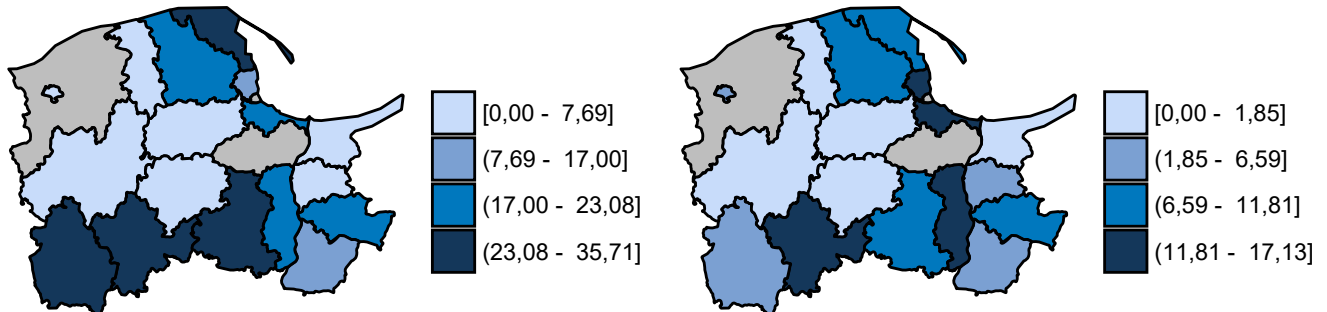 [0,00 - 7,69]
(7,69 - 17,00]
(17,00 - 23,08]
(23,08 - 35,71]
[0,00 - 1,85]
(1,85 - 6,59]
(6,59 - 11,81]
(11,81 - 17,13]